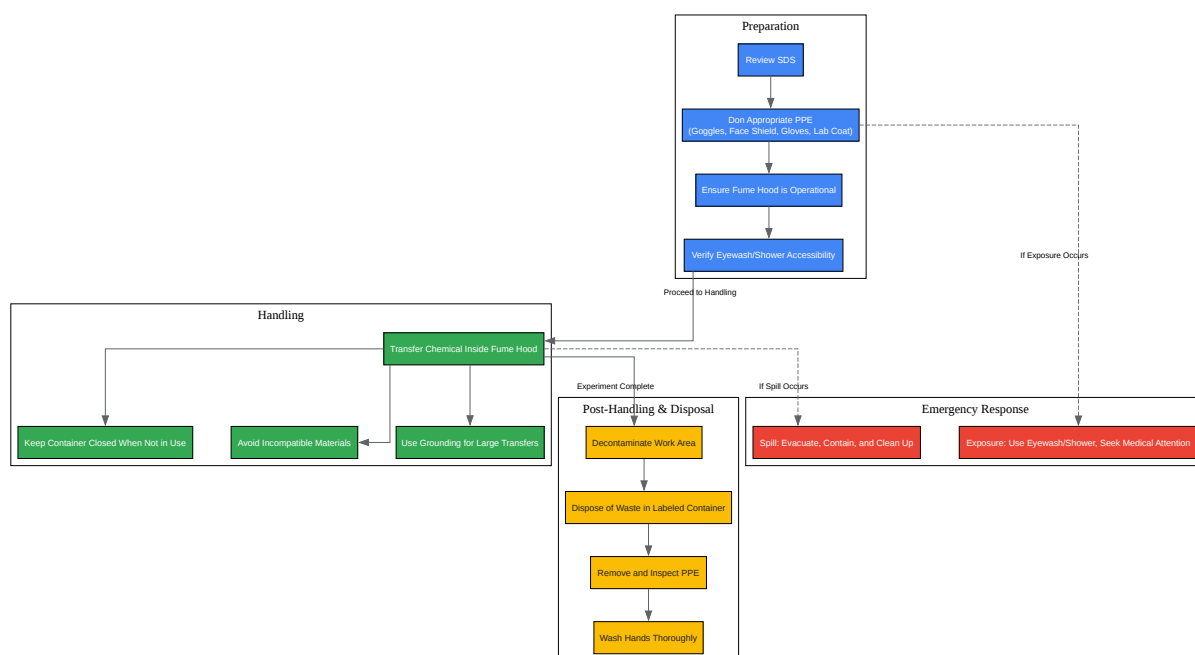 Preparation
Review SDS
Don Appropriate PPE
(Goggles, Face Shield, Gloves, Lab Coat)
Ensure Fume Hood is Operational
Verify Eyewash/Shower Accessibility
If Exposure Occurs
Proceed to Handling
Handling
Transfer Chemical Inside Fume Hood
Experiment Complete
If Spill Occurs
Keep Container Closed When Not in Use
Avoid Incompatible Materials
Use Grounding for Large Transfers
Post-Handling & Disposal
Decontaminate Work Area
Dispose of Waste in Labeled Container
Remove and Inspect PPE
Wash Hands Thoroughly
Emergency Response
Spill: Evacuate, Contain, and Clean Up
Exposure: Use Eyewash/Shower, Seek Medical Attention